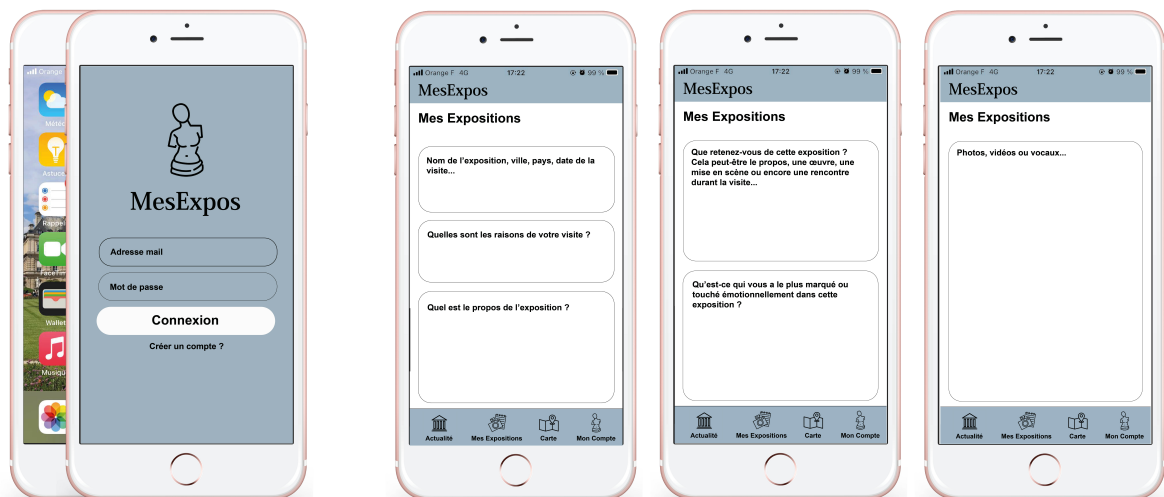 Orange
Météo
Astuces
Rappel
FaceTime
Wallet
Musique
MesExpos
Adresse mail
Mot de passe
Connexion
Créer un compte ?
Orange F 4G 17:22 99 %
MesExpos
Mes Expositions
Nom de l'exposition, ville, pays, date de la
visite...
Quelles sont les raisons de votre visite ?
Quel est le propos de l'exposition ?
Actualité Mes Expositions Carte Mon Compte
Orange F 4G 17:22 99 %
MesExpos
Mes Expositions
Que retenez-vous de cette exposition ?
Cela peut-être le propos, une œuvre, une
mise en scène ou encore une rencontre
durant la visite...
Qu'est-ce qui vous a le plus marqué ou
touché émotionnellement dans cette
exposition ?
Actualité Mes Expositions Carte Mon Compte
Orange F 4G 17:22 99 %
MesExpos
Mes Expositions
Photos, vidéos ou vocaux...
Actualité Mes Expositions Carte Mon Compte